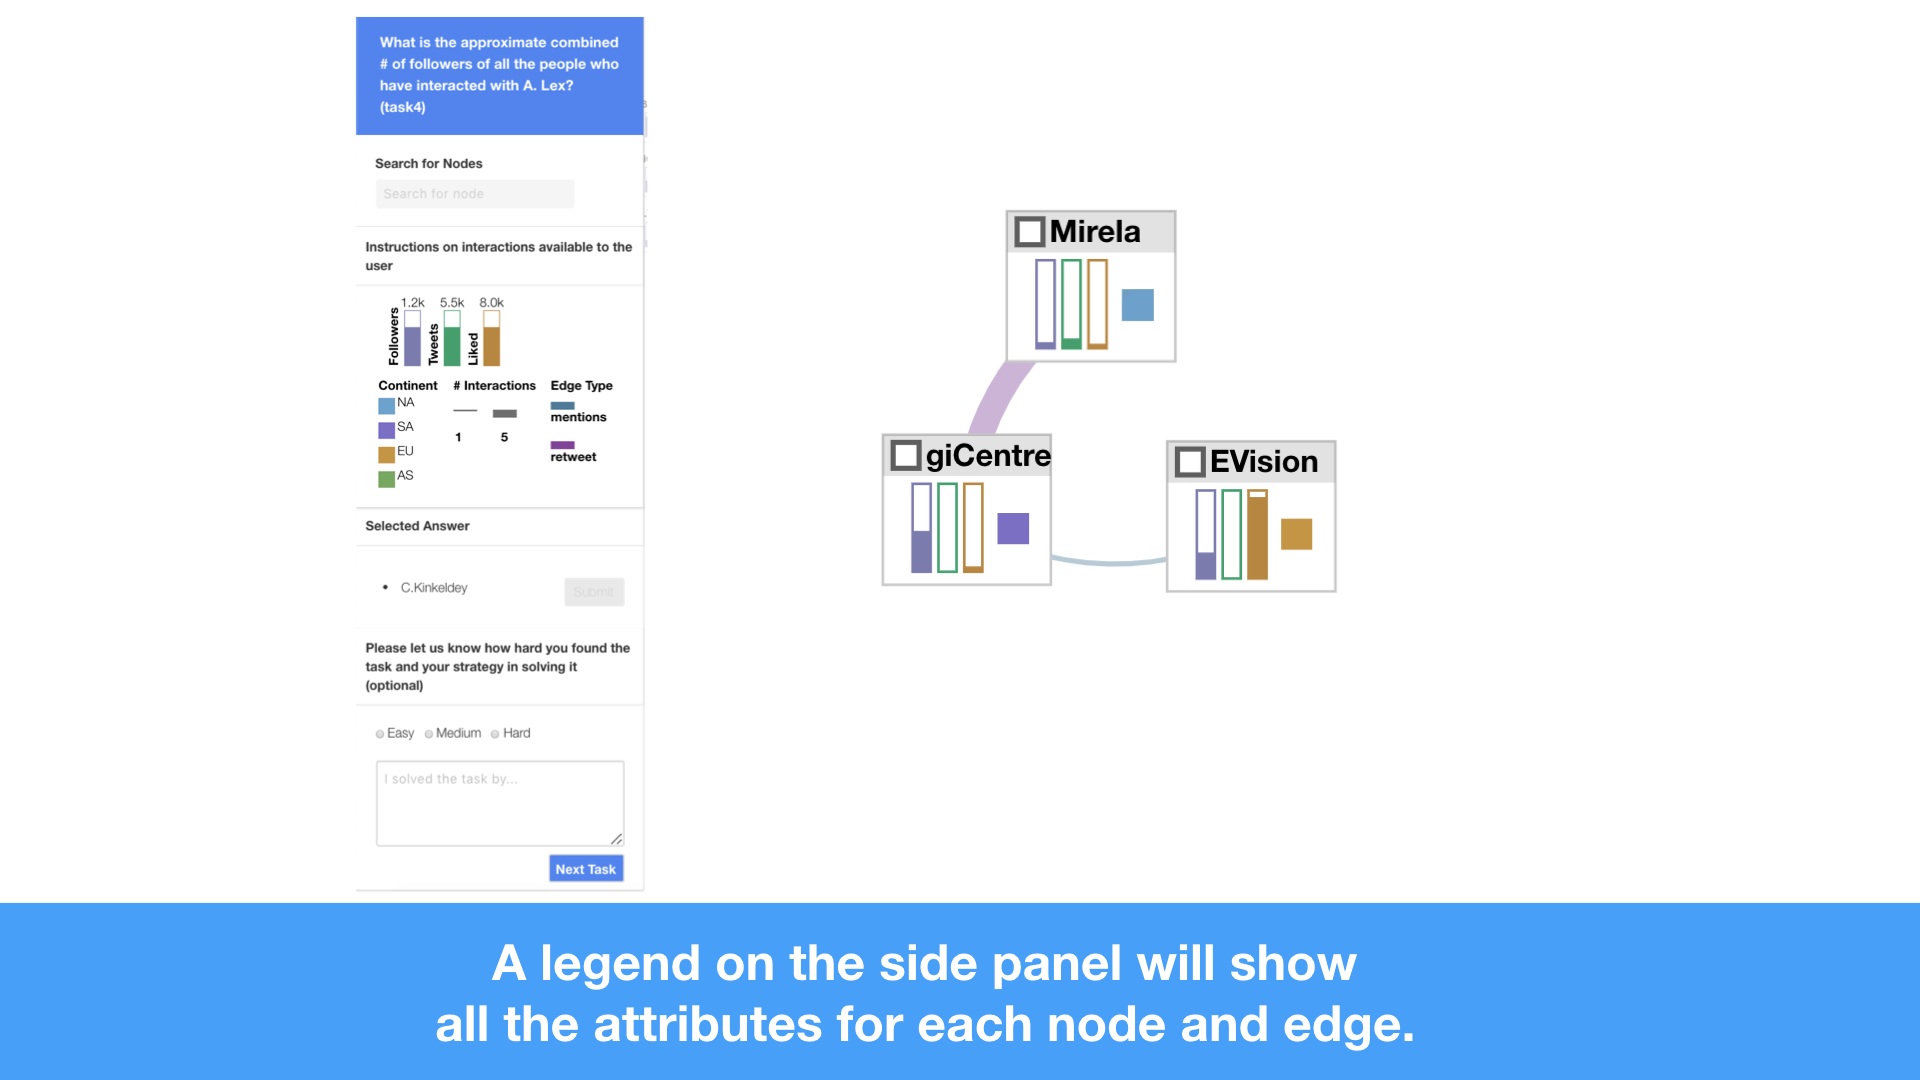 What is the approximate combined
# of followers of all the people who
have interacted with A. Lex?
(task4)
Search for Nodes
Search for node
Instructions on interactions available to the
user
1.2k 5.5k 8.0k
Followers
Tweets
Liked
Continent # Interactions Edge Type
NA
SA
EU
AS
1 5
mentions
retweet
Selected Answer
• C.Kinkeldey
Submit
Please let us know how hard you found the
task and your strategy in solving it
(optional)
Easy Medium Hard
I solved the task by...
Next Task
Mirela
giCentre
EVision
A legend on the side panel will show
all the attributes for each node and edge.